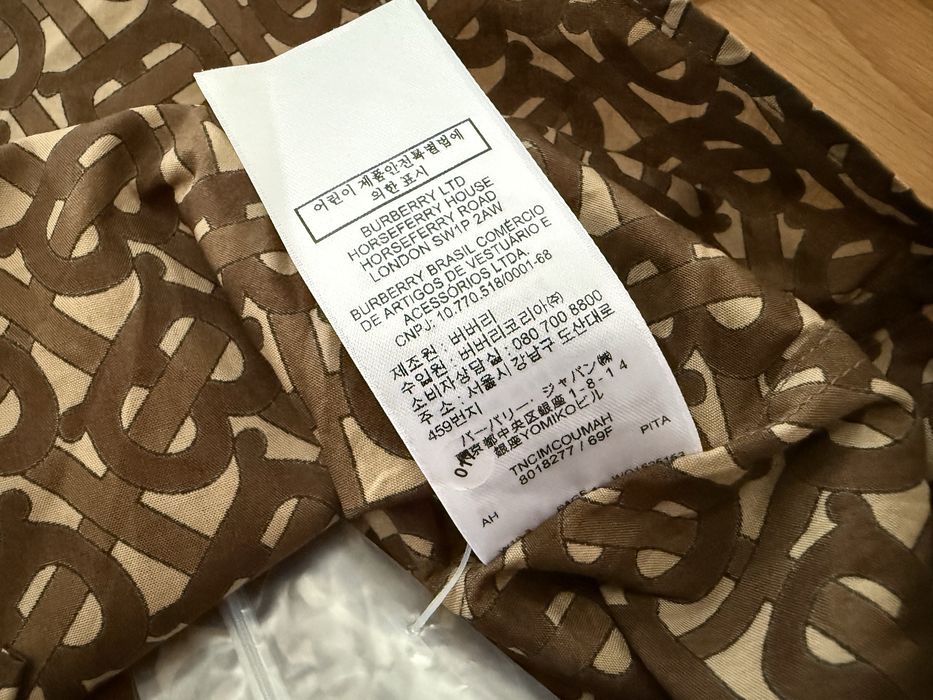 어린이 제품안전특별법에
의한 표시
BURBERRY LTD
HORSEFERRY HOUSE
HORSEFERRY ROAD
LONDON SW1P 2AW
BURBERRY BRASIL COMÉRCIO
DE ARTIGOS DE VESTUÁRIO E
ACESSÓRIOS LTDA.
CNPJ: 10.770.518/0001-68
제조원 : 버버리
수입원 : 버버리코리아(주)
소비자상담실 : 080 700 8800
주 소 : 서울시 강남구 도산대로
459번지
バーバリー・ジャパン㈱
京都中央区銀座1-8-14
銀座YOMIKOビル
TNCIMCOUMAH
8018277 / 69F
AH
PITA